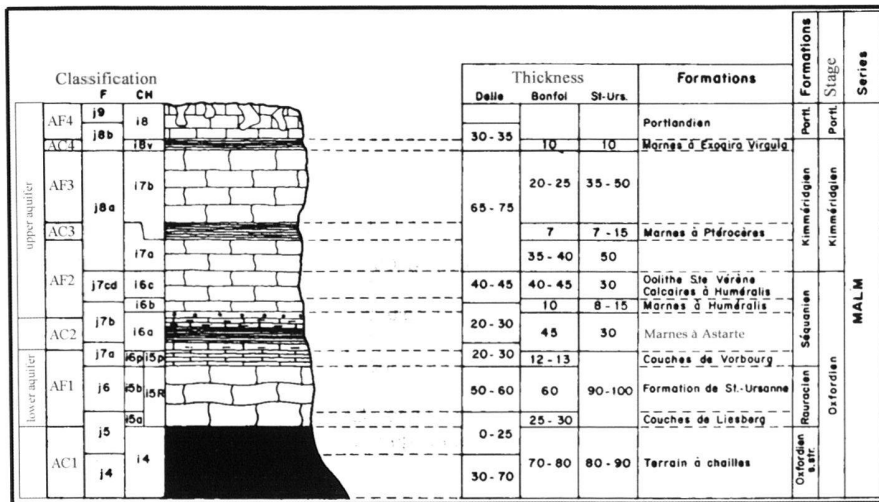 Classification
F CH
Thickness
Delle Bonfol St-Urs.
Formations
Formations
Stage
Series
AF4 j9 i8 Portlandien Portl. Portl.
j8b 30 - 35
AC4 i8v 10 10 Marnes à Exogira Virgula
upper aquifer
AF3 j8a i7b 65 - 75 20 - 25 35 - 50 Kimméridgien Kimméridgien
AC3 7 7 - 15 Marnes à Ptérocères
i7a 35 - 40 50
AF2 j7cd i6c 40 - 45 40 - 45 30 Oolithe Ste Vérène
Calcaires à Huméralis
i6b 10 8 - 15 Marnes à Huméralis
j7b 20 - 30 Séquanien MALM
AC2 i6a 45 30 Marnes à Astarte
j7a i6p i5p 20 - 30 12 - 13 Couches de Vorbourg
lower aquifer
AF1 j6 i5b i5R 50 - 60 60 90 - 100 Formation de St.-Ursanne Rauracien Oxfordien
i5a 25 - 30 Couches de Liesberg
j5 0 - 25
AC1 i4 70 - 80 80 - 90 Terrain à chailles Oxfordien s.str.
j4 30 - 70